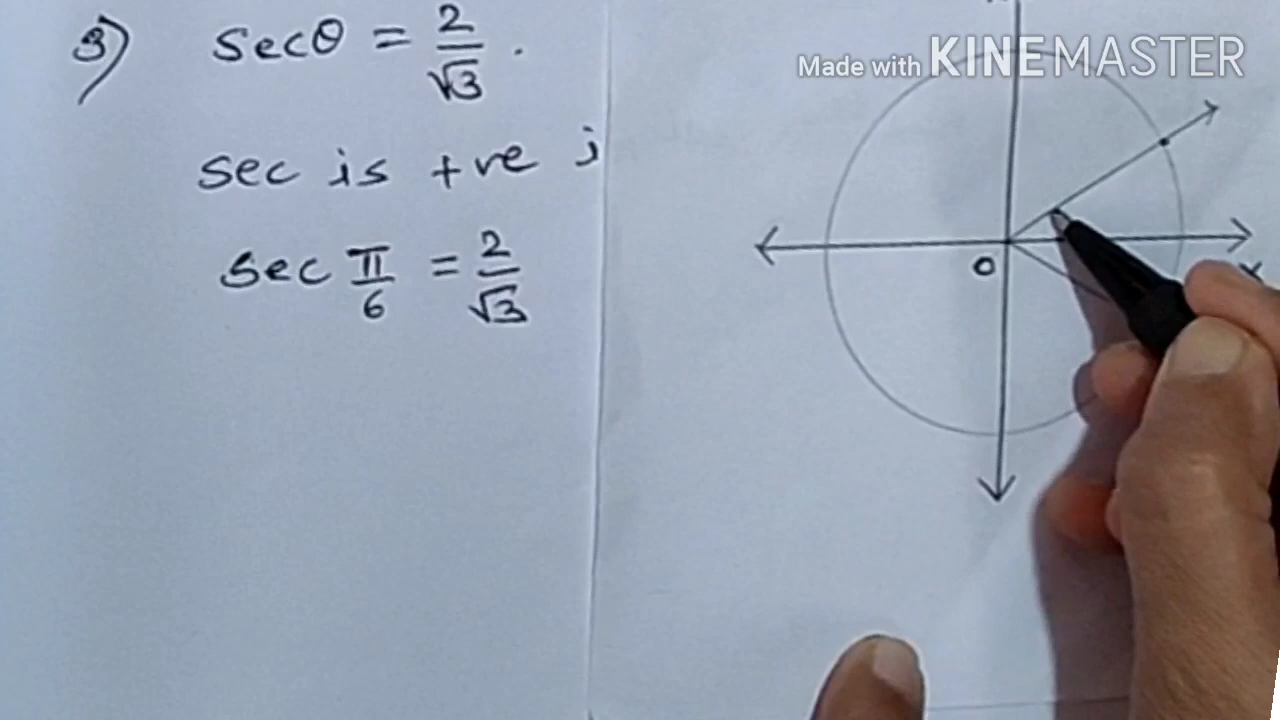 3) secθ = 2/√3 .
sec is +ve i
sec π/6 = 2/√3
Made with KINEMASTER
O